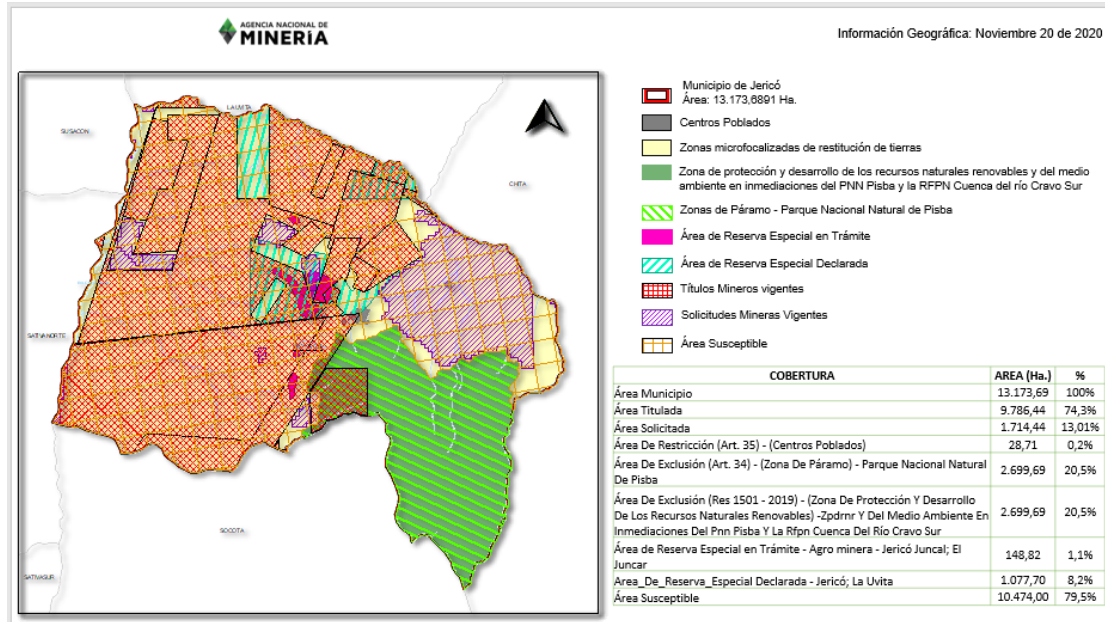 AGENCIA NACIONAL DE
MINERÍA
Información Geográfica: Noviembre 20 de 2020
LA UVITA
SUSACON
CHITA
SATIVANORTE
SOCOTA
SATIVASUR
Municipio de Jericó
Área: 13.173,6891 Ha.
Centros Poblados
Zonas microfocalizadas de restitución de tierras
Zona de protección y desarrollo de los recursos naturales renovables y del medio
ambiente en inmediaciones del PNN Pisba y la RFPN Cuenca del río Cravo Sur
Zonas de Páramo - Parque Nacional Natural de Pisba
Área de Reserva Especial en Trámite
Área de Reserva Especial Declarada
Títulos Mineros vigentes
Solicitudes Mineras Vigentes
Área Susceptible
COBERTURA AREA (Ha.) %
Área Municipio 13.173,69 100%
Área Titulada 9.786,44 74,3%
Área Solicitada 1.714,44 13,01%
Área De Restricción (Art. 35) - (Centros Poblados) 28,71 0,2%
Área De Exclusión (Art. 34) - (Zona De Páramo) - Parque Nacional Natural
De Pisba 2.699,69 20,5%
Área De Exclusión (Res 1501 - 2019) - (Zona De Protección Y Desarrollo
De Los Recursos Naturales Renovables) -Zpdrnr Y Del Medio Ambiente En
Inmediaciones Del Pnn Pisba Y La Rfpn Cuenca Del Río Cravo Sur 2.699,69 20,5%
Área de Reserva Especial en Trámite - Agro minera - Jericó Juncal; El
Juncar 148,82 1,1%
Area_De_Reserva_Especial Declarada - Jericó; La Uvita 1.077,70 8,2%
Área Susceptible 10.474,00 79,5%